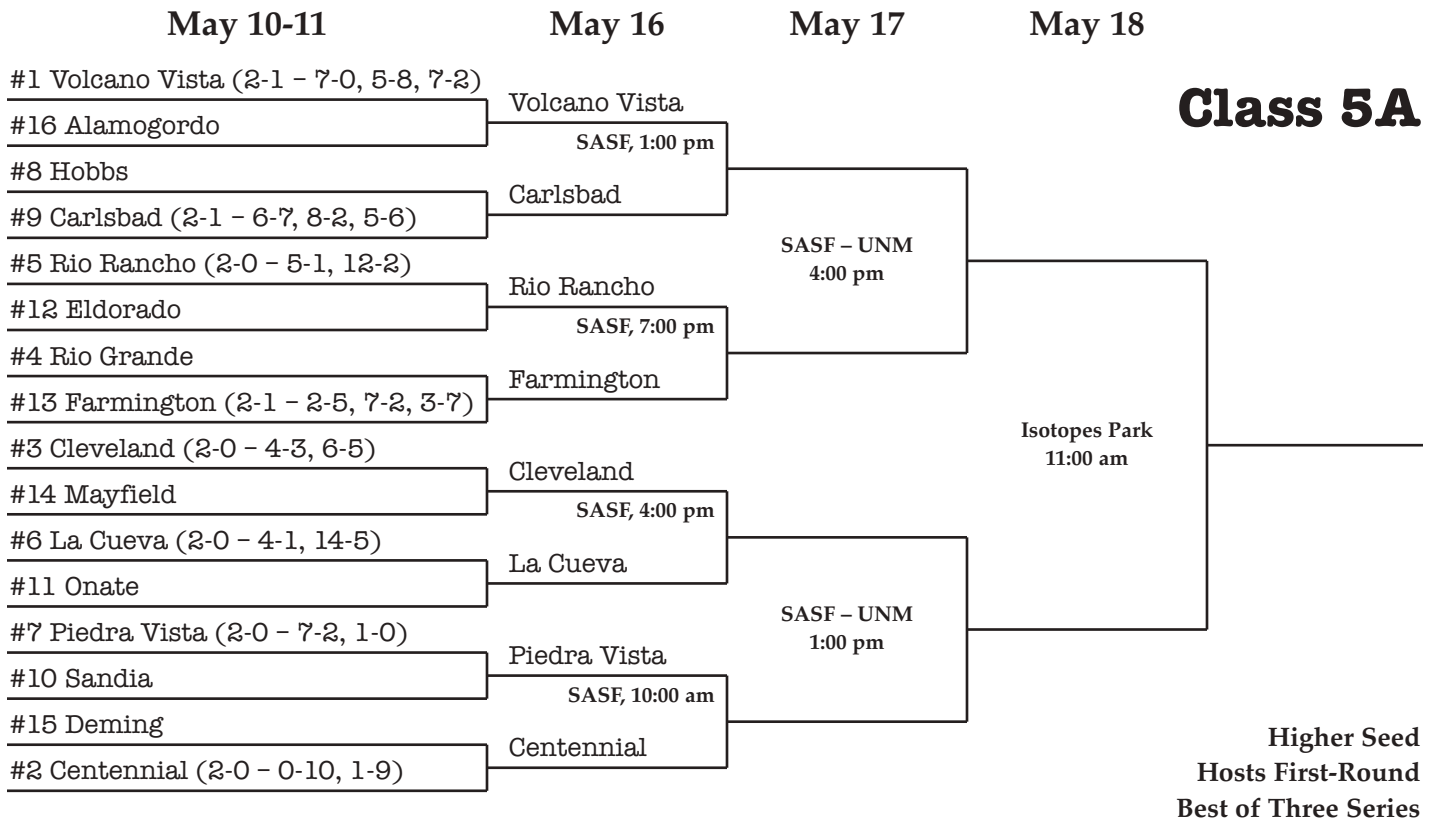 May 10-11
May 16
May 17
May 18
Class 5A
#1 Volcano Vista (2-1 – 7-0, 5-8, 7-2)
#16 Alamogordo
#8 Hobbs
#9 Carlsbad (2-1 – 6-7, 8-2, 5-6)
#5 Rio Rancho (2-0 – 5-1, 12-2)
#12 Eldorado
#4 Rio Grande
#13 Farmington (2-1 – 2-5, 7-2, 3-7)
#3 Cleveland (2-0 – 4-3, 6-5)
#14 Mayfield
#6 La Cueva (2-0 – 4-1, 14-5)
#11 Onate
#7 Piedra Vista (2-0 – 7-2, 1-0)
#10 Sandia
#15 Deming
#2 Centennial (2-0 – 0-10, 1-9)
Volcano Vista
SASF, 1:00 pm
Carlsbad
Rio Rancho
SASF, 7:00 pm
Farmington
Cleveland
SASF, 4:00 pm
La Cueva
Piedra Vista
SASF, 10:00 am
Centennial
SASF – UNM
4:00 pm
SASF – UNM
1:00 pm
Isotopes Park
11:00 am
Higher Seed
Hosts First-Round
Best of Three Series